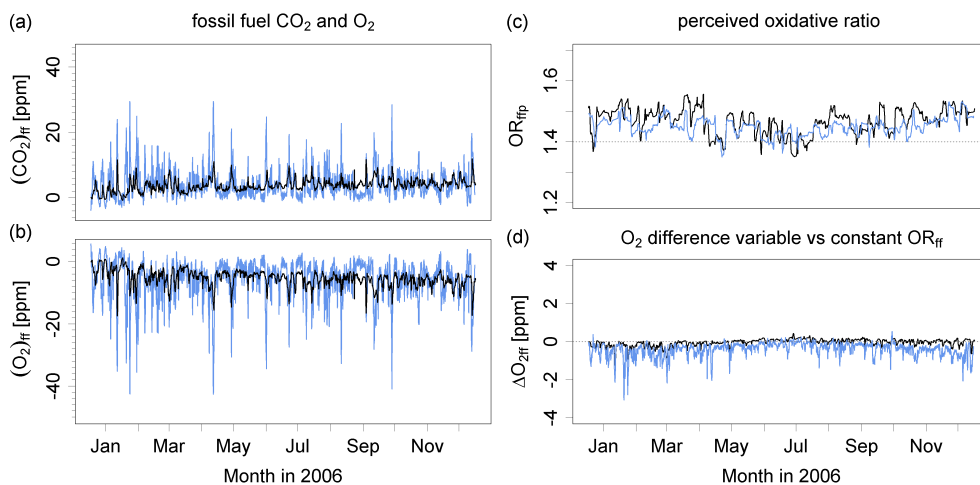 (a) fossil fuel CO₂ and O₂
(CO₂)ff [ppm]
40
20
0
(b)
(O₂)ff [ppm]
0
-20
-40
Jan Mar May Jul Sep Nov
Month in 2006
(c) perceived oxidative ratio
ORffp
1.6
1.4
1.2
(d) O₂ difference variable vs constant ORff
ΔO₂ff [ppm]
4
2
0
-2
-4
Jan Mar May Jul Sep Nov
Month in 2006